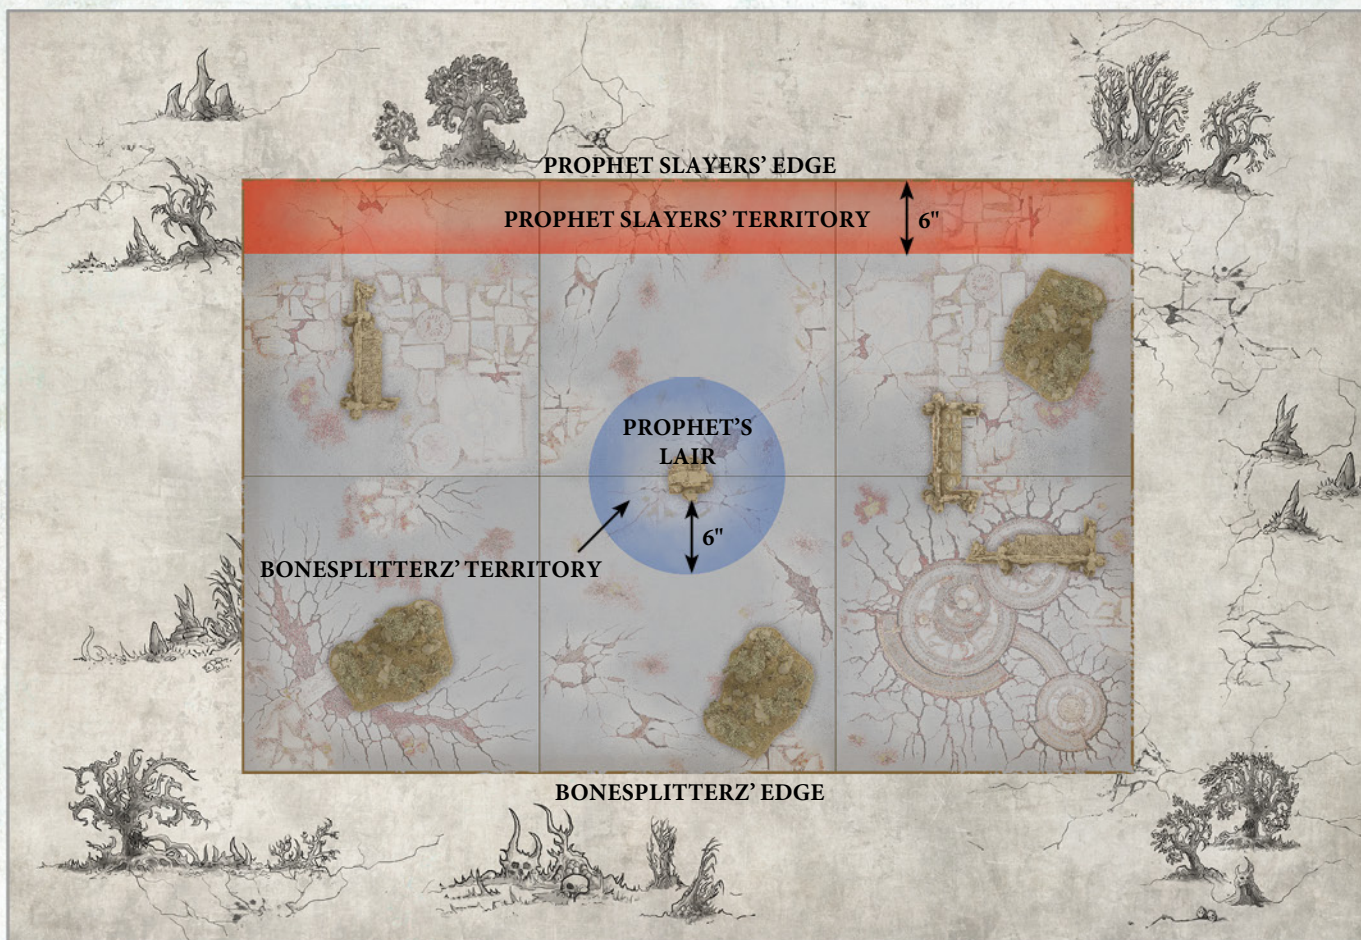 PROPHET SLAYERS’ EDGE
PROPHET SLAYERS’ TERRITORY
6"
PROPHET’S
LAIR
6"
BONESPLITTERZ’ TERRITORY
BONESPLITTERZ’ EDGE